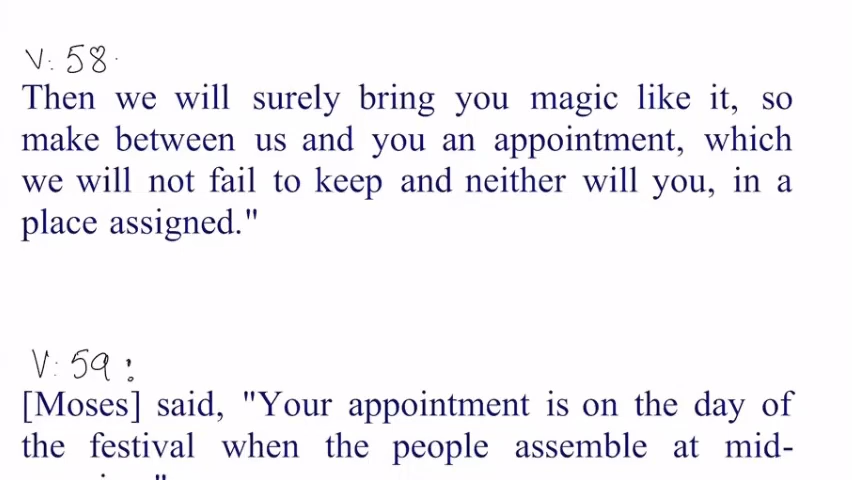 V: 58.
Then we will surely bring you magic like it, so
make between us and you an appointment, which
we will not fail to keep and neither will you, in a
place assigned."
V: 59:
[Moses] said, "Your appointment is on the day of
the festival when the people assemble at mid-